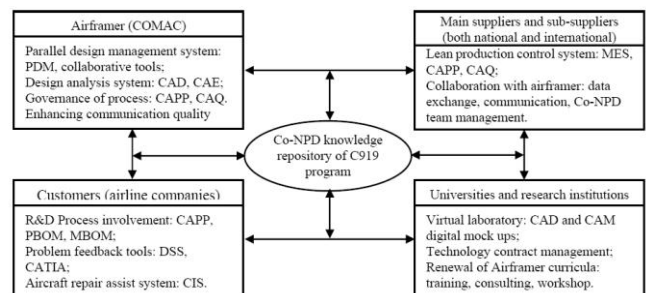 Airframer (COMAC)
Parallel design management system:
PDM, collaborative tools;
Design analysis system: CAD, CAE;
Governance of process: CAPP, CAQ.
Enhancing communication quality
Main suppliers and sub-suppliers
(both national and international)
Lean production control system: MES,
CAPP, CAQ;
Collaboration with airframer: data
exchange, communication, Co-NPD
team management.
Co-NPD knowledge
repository of C919
program
Customers (airline companies)
R&D Process involvement: CAPP,
PBOM, MBOM;
Problem feedback tools: DSS,
CATIA;
Aircraft repair assist system: CIS.
Universities and research institutions
Virtual laboratory: CAD and CAM
digital mock ups;
Technology contract management;
Renewal of Airframer curricula:
training, consulting, workshop.